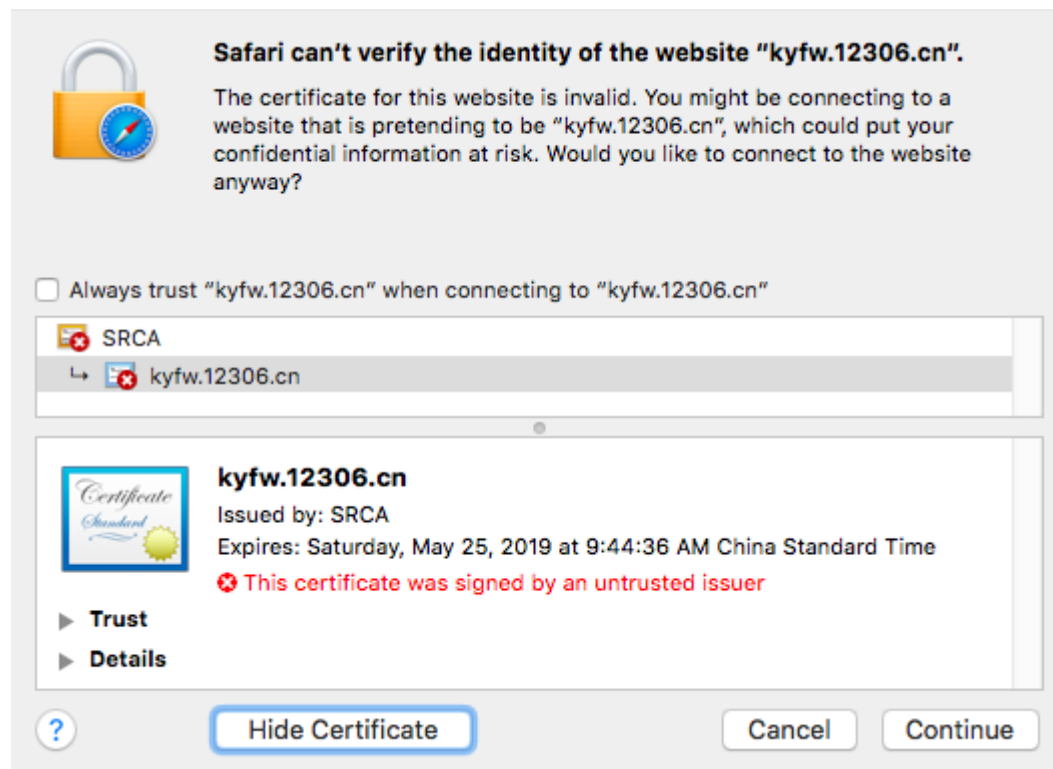 Safari can't verify the identity of the website “kyfw.12306.cn”.
The certificate for this website is invalid. You might be connecting to a
website that is pretending to be “kyfw.12306.cn”, which could put your
confidential information at risk. Would you like to connect to the website
anyway?
Always trust “kyfw.12306.cn” when connecting to “kyfw.12306.cn”
SRCA
kyfw.12306.cn
Certificate
Standard
kyfw.12306.cn
Issued by: SRCA
Expires: Saturday, May 25, 2019 at 9:44:36 AM China Standard Time
This certificate was signed by an untrusted issuer
Trust
Details
?
Hide Certificate
Cancel
Continue